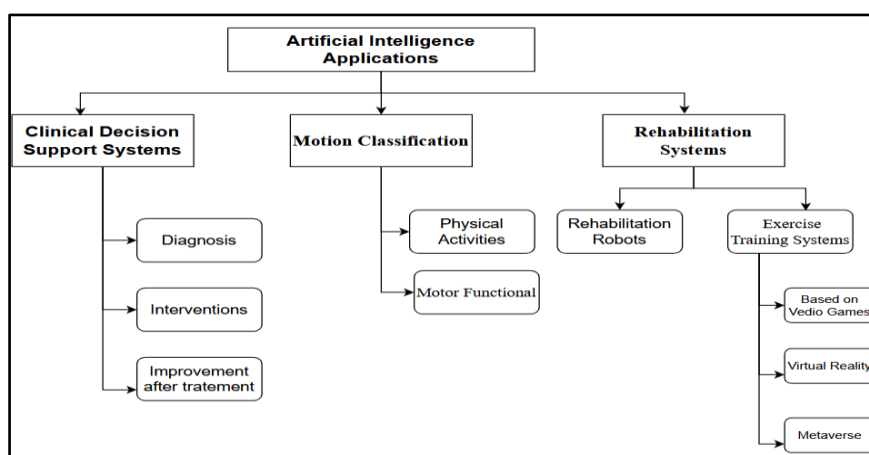 Artificial Intelligence
Applications
Clinical Decision
Support Systems
Motion Classification
Rehabilitation
Systems
Diagnosis
Interventions
Improvement
after tratement
Physical
Activities
Motor Functional
Rehabilitation
Robots
Exercise
Training Systems
Based on
Vedio Games
Virtual Reality
Metaverse